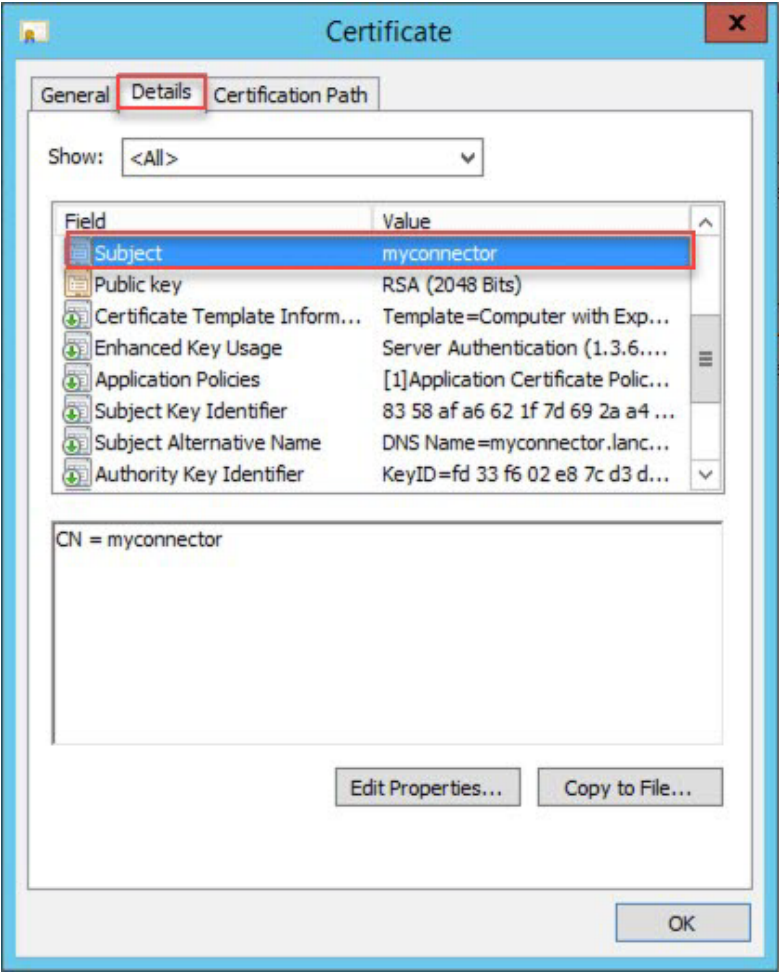 Certificate
x
General Details Certification Path
Show: <All>
Field Value
Subject myconnector
Public key RSA (2048 Bits)
Certificate Template Inform... Template=Computer with Exp...
Enhanced Key Usage Server Authentication (1.3.6....
Application Policies [1]Application Certificate Polic...
Subject Key Identifier 83 58 af a6 62 1f 7d 69 2a a4 ...
Subject Alternative Name DNS Name=myconnector.lanc...
Authority Key Identifier KeyID=fd 33 f6 02 e8 7c d3 d...
CN = myconnector
Edit Properties... Copy to File...
OK